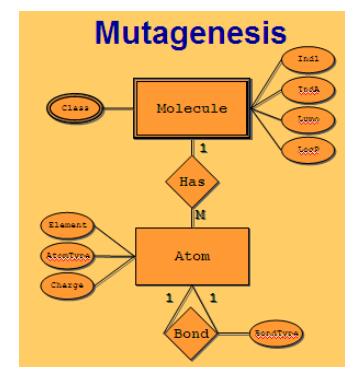 Mutagenesis
Ind1
Class
Molecule
IndA
Lumo
LogP
1
Has
M
Element
AtomType
Atom
Charge
1 1
Bond
BondType